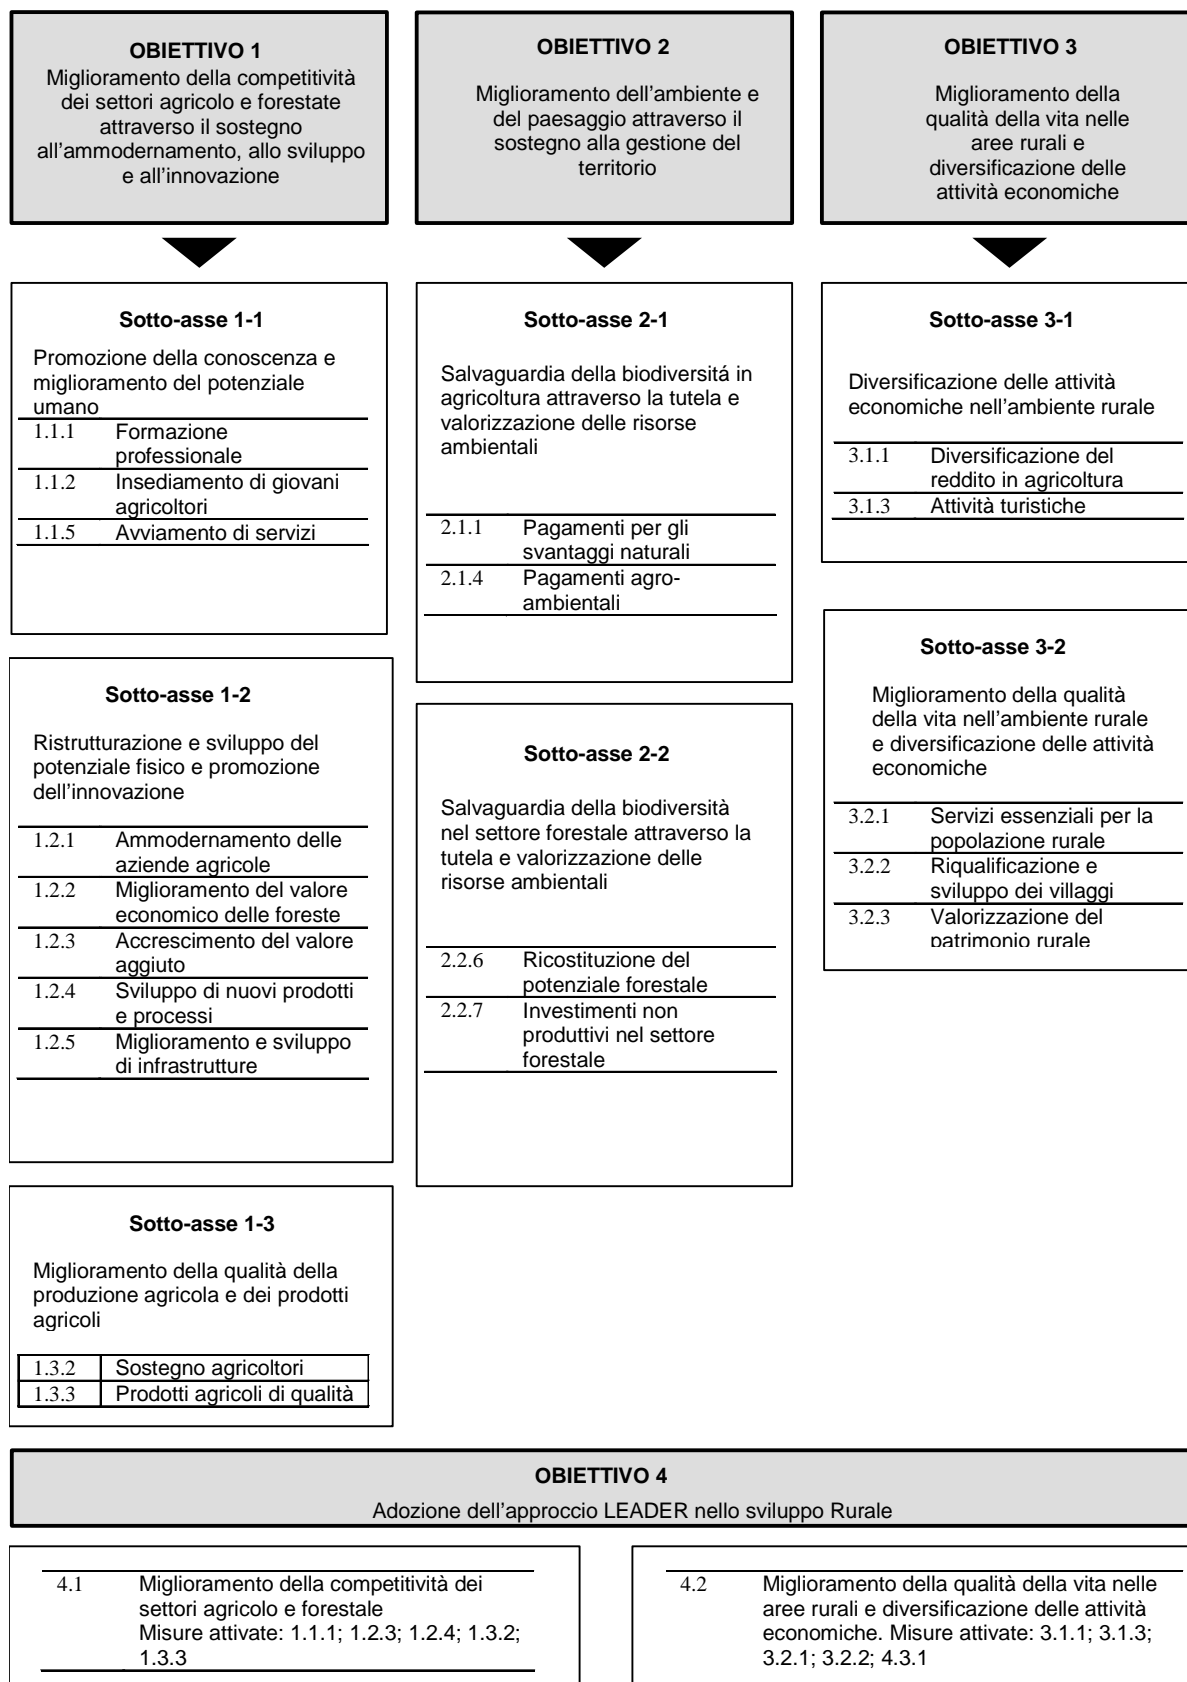 OBIETTIVO 1
Miglioramento della competitività
dei settori agricolo e forestate
attraverso il sostegno
all'ammodernamento, allo sviluppo
e all'innovazione
OBIETTIVO 2
Miglioramento dell'ambiente e
del paesaggio attraverso il
sostegno alla gestione del
territorio
OBIETTIVO 3
Miglioramento della
qualità della vita nelle
aree rurali e
diversificazione delle
attività economiche
Sotto-asse 1-1
Promozione della conoscenza e
miglioramento del potenziale
umano
1.1.1 Formazione
professionale
1.1.2 Insediamento di giovani
agricoltori
1.1.5 Avviamento di servizi
Sotto-asse 1-2
Ristrutturazione e sviluppo del
potenziale fisico e promozione
dell'innovazione
1.2.1 Ammodernamento delle
aziende agricole
1.2.2 Miglioramento del valore
economico delle foreste
1.2.3 Accrescimento del valore
aggiuto
1.2.4 Sviluppo di nuovi prodotti
e processi
1.2.5 Miglioramento e sviluppo
di infrastrutture
Sotto-asse 1-3
Miglioramento della qualità della
produzione agricola e dei prodotti
agricoli
1.3.2 Sostegno agricoltori
1.3.3 Prodotti agricoli di qualità
Sotto-asse 2-1
Salvaguardia della biodiversitá in
agricoltura attraverso la tutela e
valorizzazione delle risorse
ambientali
2.1.1 Pagamenti per gli
svantaggi naturali
2.1.4 Pagamenti agro-
ambientali
Sotto-asse 2-2
Salvaguardia della biodiversità
nel settore forestale attraverso la
tutela e valorizzazione delle
risorse ambientali
2.2.6 Ricostituzione del
potenziale forestale
2.2.7 Investimenti non
produttivi nel settore
forestale
Sotto-asse 3-1
Diversificazione delle attività
economiche nell'ambiente rurale
3.1.1 Diversificazione del
reddito in agricoltura
3.1.3 Attività turistiche
Sotto-asse 3-2
Miglioramento della qualità
della vita nell'ambiente rurale
e diversificazione delle attività
economiche
3.2.1 Servizi essenziali per la
popolazione rurale
3.2.2 Riqualificazione e
sviluppo dei villaggi
3.2.3 Valorizzazione del
patrimonio rurale
OBIETTIVO 4
Adozione dell'approccio LEADER nello sviluppo Rurale
4.1 Miglioramento della competitività dei
settori agricolo e forestale
Misure attivate: 1.1.1; 1.2.3; 1.2.4; 1.3.2;
1.3.3
4.2 Miglioramento della qualità della vita nelle
aree rurali e diversificazione delle attività
economiche. Misure attivate: 3.1.1; 3.1.3;
3.2.1; 3.2.2; 4.3.1